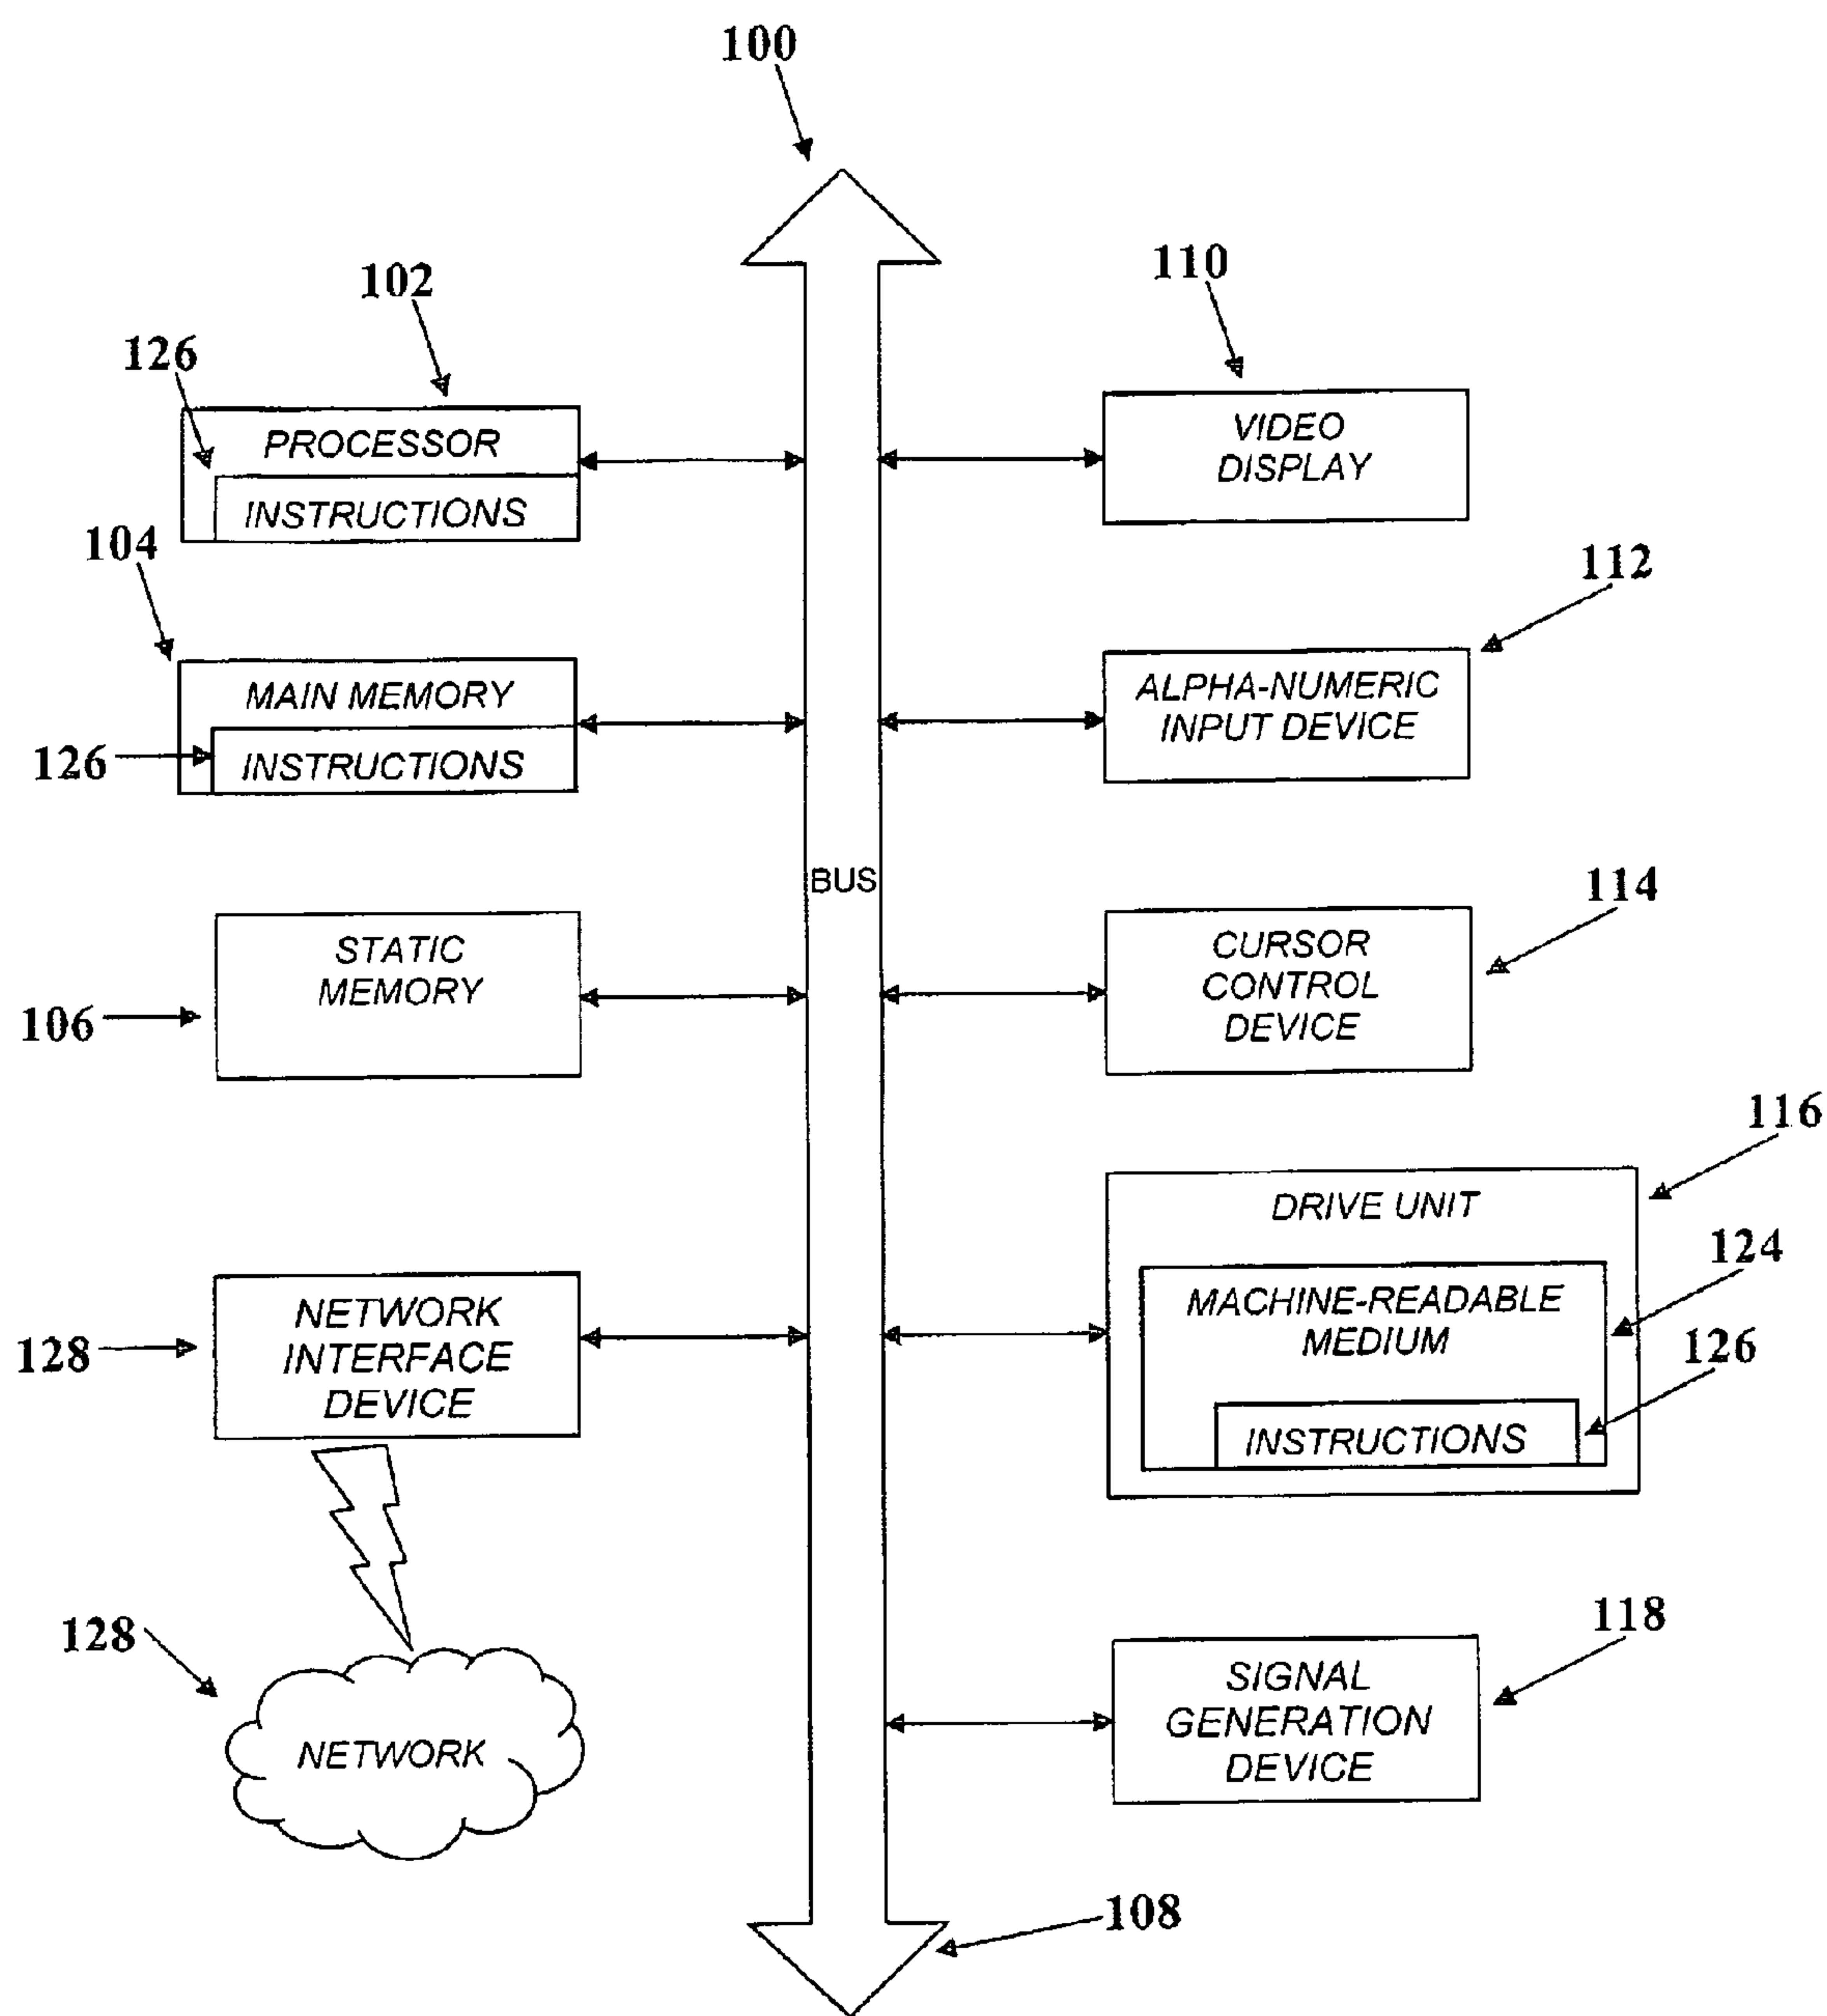 100
102
126
PROCESSOR
INSTRUCTIONS
104
MAIN MEMORY
126
INSTRUCTIONS
106
STATIC
MEMORY
128
NETWORK
INTERFACE
DEVICE
128
NETWORK
BUS
110
VIDEO
DISPLAY
112
ALPHA-NUMERIC
INPUT DEVICE
114
CURSOR
CONTROL
DEVICE
116
DRIVE UNIT
124
MACHINE-READABLE
MEDIUM
126
INSTRUCTIONS
118
SIGNAL
GENERATION
DEVICE
108